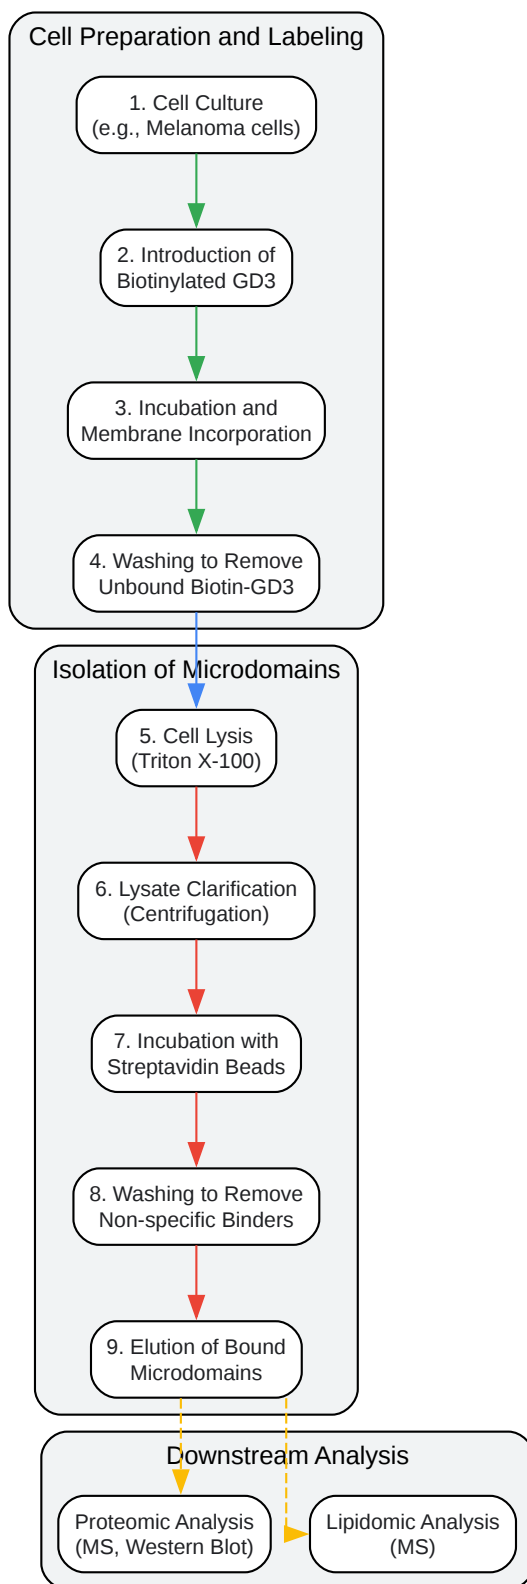 Cell Preparation and Labeling
1. Cell Culture
(e.g., Melanoma cells)
2. Introduction of
Biotinylated GD3
3. Incubation and
Membrane Incorporation
4. Washing to Remove
Unbound Biotin-GD3
Isolation of Microdomains
5. Cell Lysis
(Triton X-100)
6. Lysate Clarification
(Centrifugation)
7. Incubation with
Streptavidin Beads
8. Washing to Remove
Non-specific Binders
9. Elution of Bound
Microdomains
Downstream Analysis
Proteomic Analysis
(MS, Western Blot)
Lipidomic Analysis
(MS)